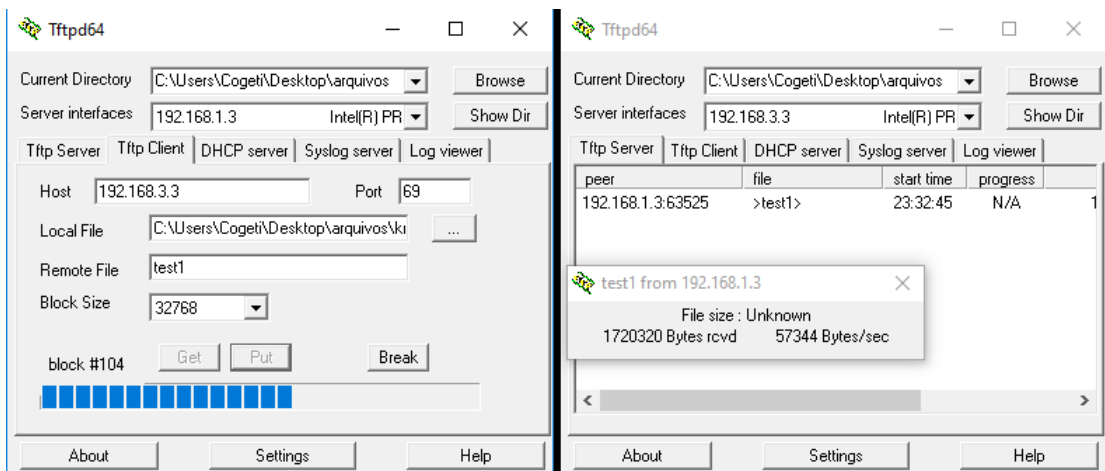 Tftpd64
Current Directory C:\Users\Cogeti\Desktop\arquivos Browse
Server interfaces 192.168.1.3 Intel(R) PR Show Dir
Tftp Server Tftp Client DHCP server Syslog server Log viewer
Host 192.168.3.3 Port 69
Local File C:\Users\Cogeti\Desktop\arquivos\ ...
Remote File test1
Block Size 32768
block #104 Get Put Break
About Settings Help
Tftpd64
Current Directory C:\Users\Cogeti\Desktop\arquivos Browse
Server interfaces 192.168.3.3 Intel(R) PR Show Dir
Tftp Server Tftp Client DHCP server Syslog server Log viewer
peer file start time progress
192.168.1.3:63525 >test1> 23:32:45 N/A 1
test1 from 192.168.1.3
File size : Unknown
1720320 Bytes rcvd 57344 Bytes/sec
About Settings Help